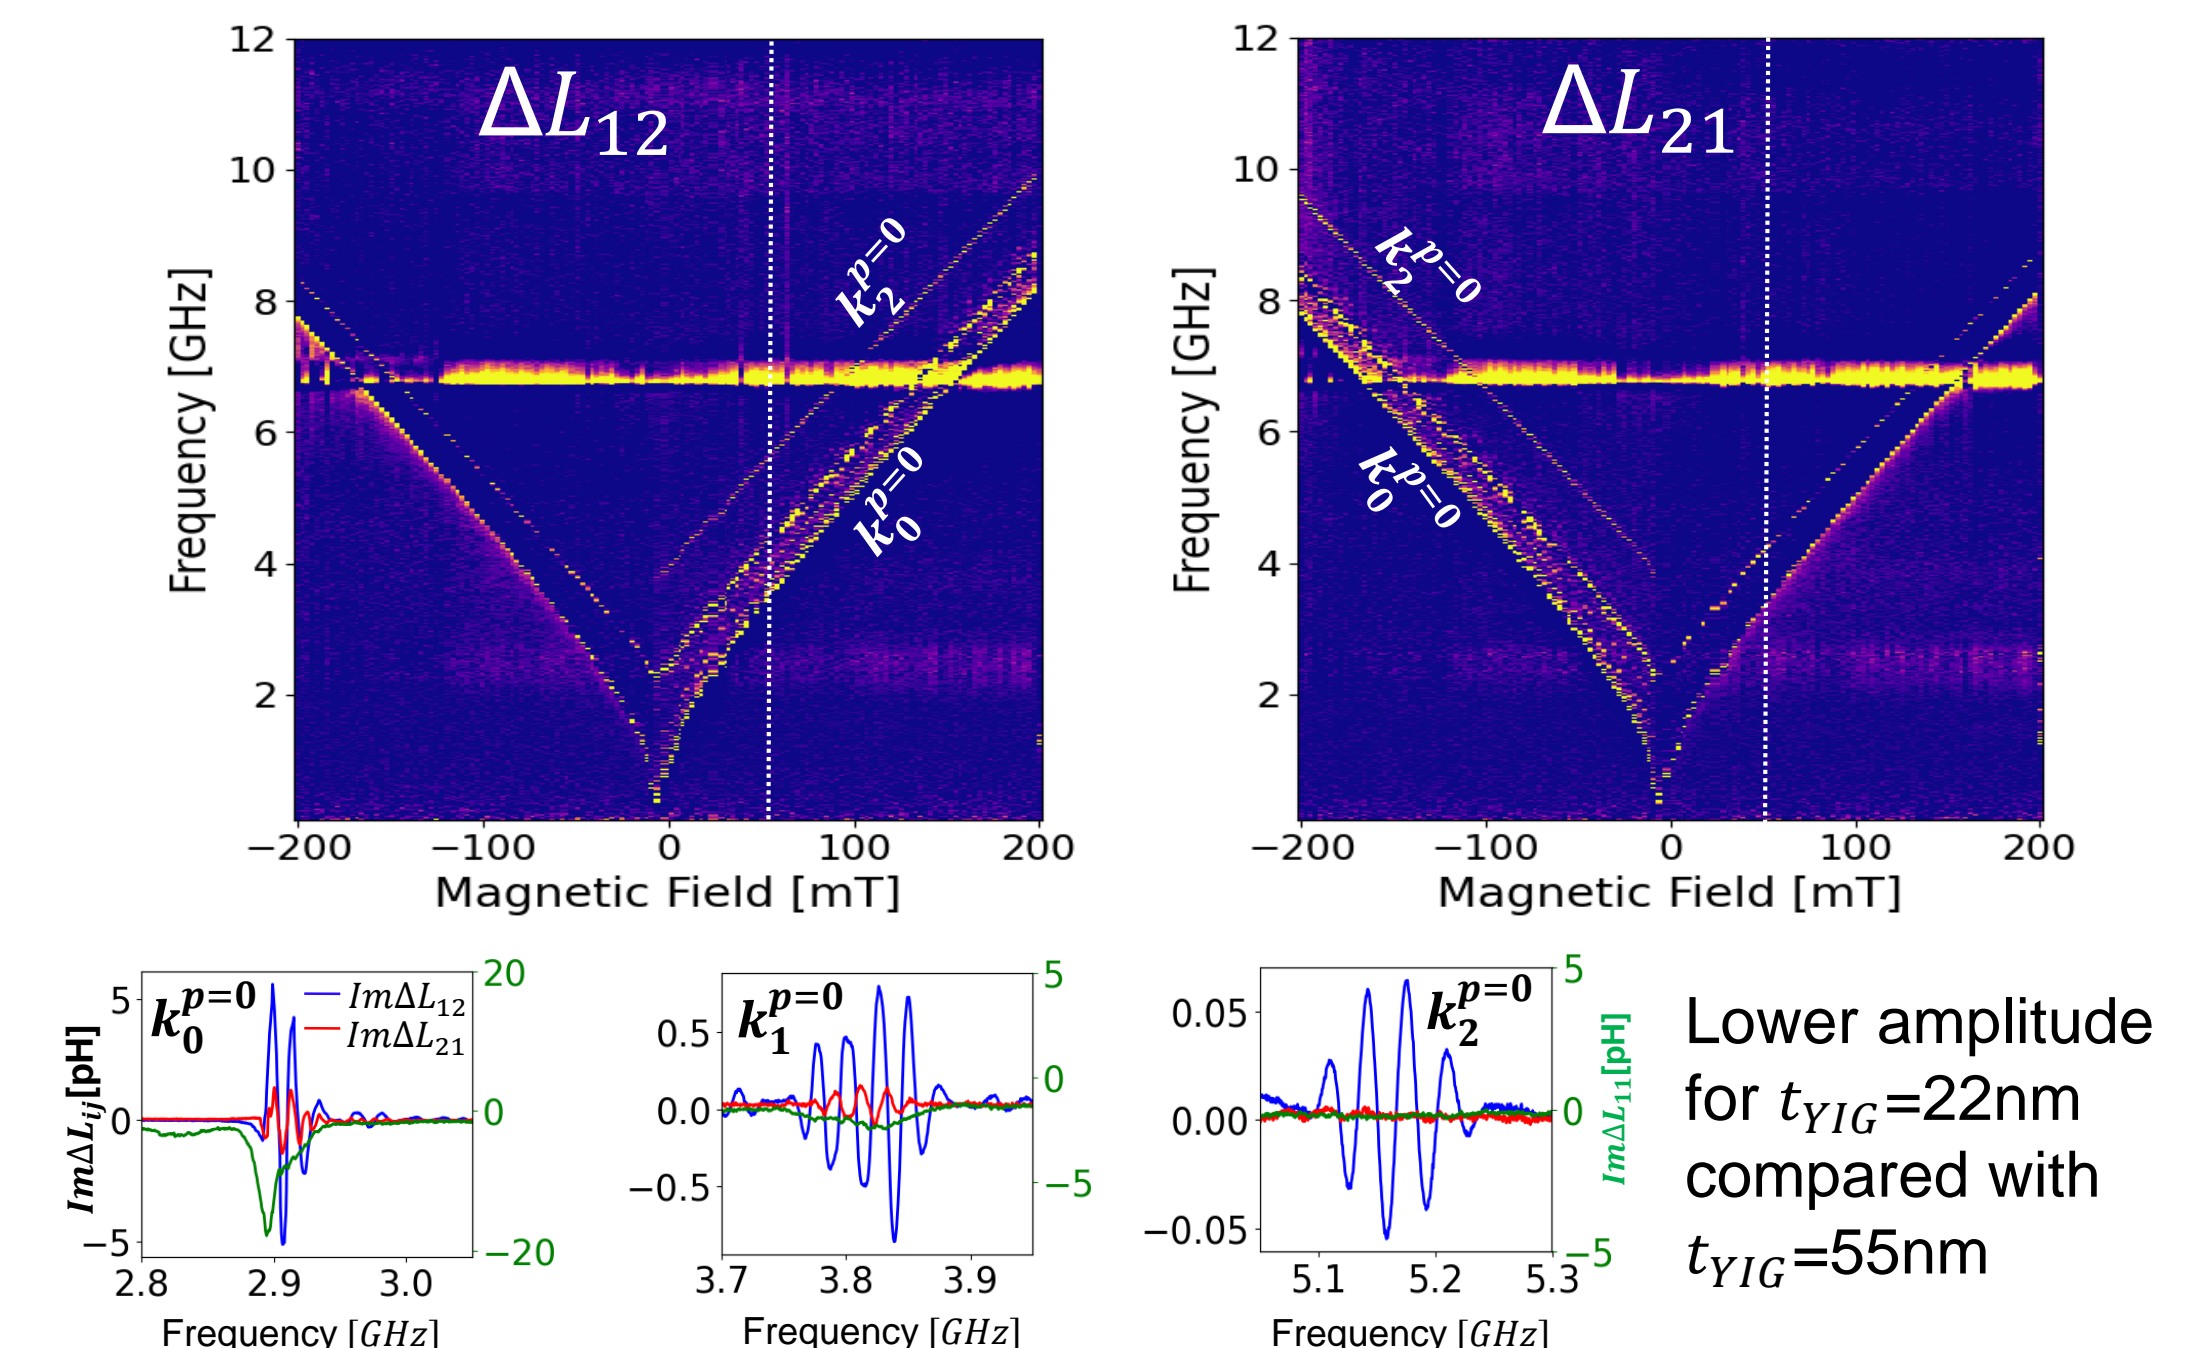 ΔL₁₂
12
10
8
6
4
2
Frequency [GHz]
k₂ᵖ⁼⁰
k₀ᵖ⁼⁰
−200 −100 0 100 200
Magnetic Field [mT]
ΔL₂₁
12
10
8
6
4
2
Frequency [GHz]
k₂ᵖ⁼⁰
k₀ᵖ⁼⁰
−200 −100 0 100 200
Magnetic Field [mT]
k₀ᵖ⁼⁰
ImΔL₁₂
ImΔL₂₁
ImΔLᵢⱼ[pH]
5
0
−5
20
0
−20
2.8 2.9 3.0
Frequency [GHz]
k₁ᵖ⁼⁰
0.5
0.0
−0.5
5
0
−5
3.7 3.8 3.9
Frequency [GHz]
k₂ᵖ⁼⁰
0.05
0.00
−0.05
5
0
−5
ImΔL₁₁[pH]
5.1 5.2 5.3
Frequency [GHz]
Lower amplitude
for t_YIG=22nm
compared with
t_YIG=55nm